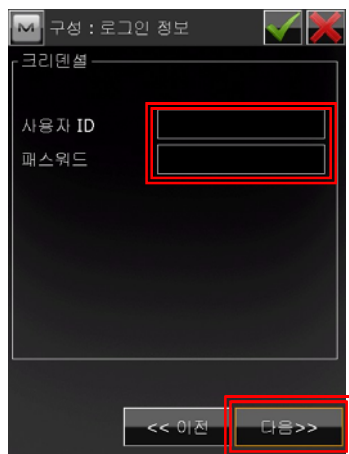 구성 : 로그인 정보
크리덴셜
사용자 ID
패스워드
<< 이전
다음>>